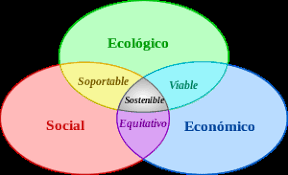 Ecológico
Soportable
Viable
Sostenible
Social
Equitativo
Económico